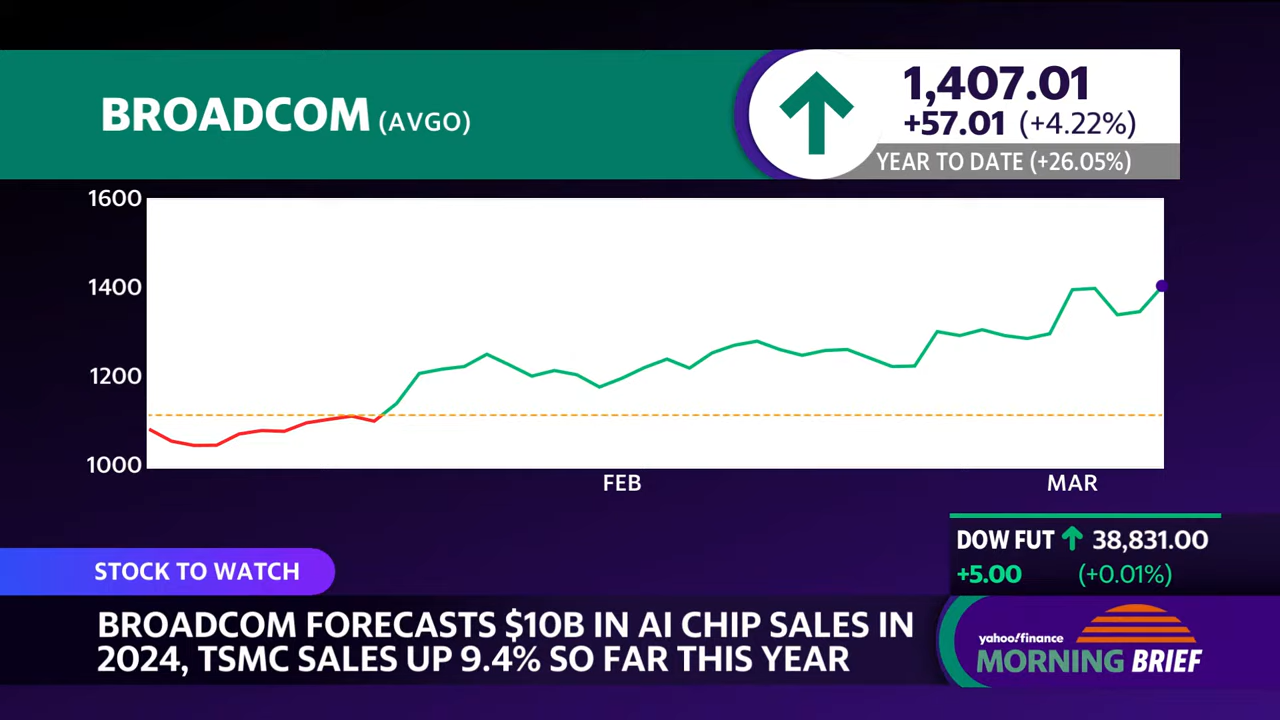 BROADCOM (AVGO)
1,407.01
+57.01 (+4.22%)
YEAR TO DATE (+26.05%)
1600
1400
1200
1000
FEB MAR
DOW FUT 38,831.00
+5.00 (+0.01%)
STOCK TO WATCH
BROADCOM FORECASTS $10B IN AI CHIP SALES IN
2024, TSMC SALES UP 9.4% SO FAR THIS YEAR
yahoo!finance
MORNING BRIEF